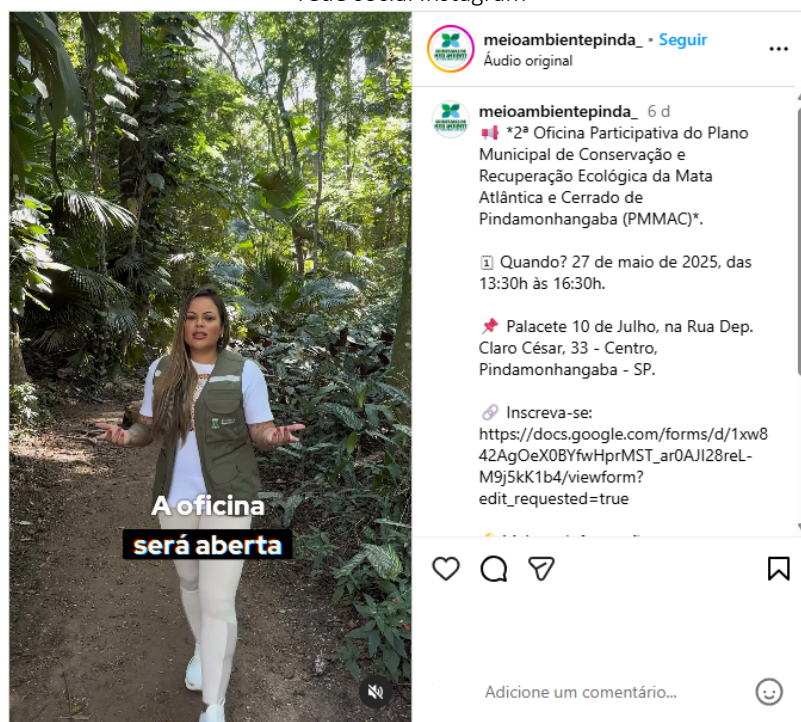 rede social Instagram
meioambientepinda_ • Seguir
Áudio original
A oficina
será aberta
meioambientepinda_ 6 d
*2ª Oficina Participativa do Plano
Municipal de Conservação e
Recuperação Ecológica da Mata
Atlântica e Cerrado de
Pindamonhangaba (PMMAC)*.
Quando? 27 de maio de 2025, das
13:30h às 16:30h.
Palacete 10 de Julho, na Rua Dep.
Claro César, 33 - Centro,
Pindamonhangaba - SP.
Inscreva-se:
https://docs.google.com/forms/d/1xw8
42AgOeX0BYfwHprMST_ar0AJI28reL-
M9j5kK1b4/viewform?
edit_requested=true
Adicione um comentário...